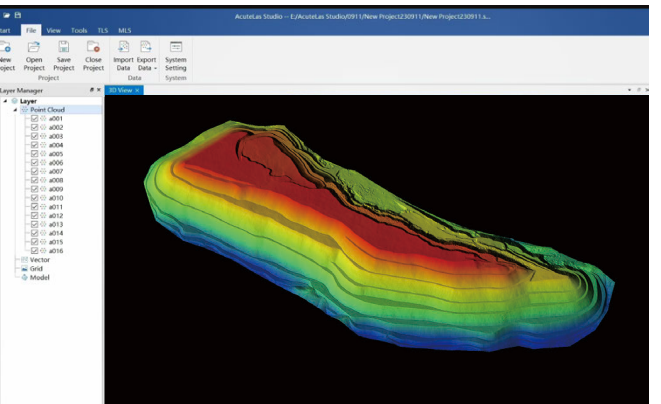 AcuteLas Studio -- E:/AcuteLas Studio/0911/New Project230911/New Project230911.s...
File View Tools TLS MLS
Open Project
Save Project
Close Project
Import Data
Export Data
System Setting
Project Data System
Layer Manager
3D View
Layer
Point Cloud
a001
a002
a003
a004
a005
a006
a007
a008
a009
a010
a011
a012
a013
a014
a015
a016
Vector
Grid
Model